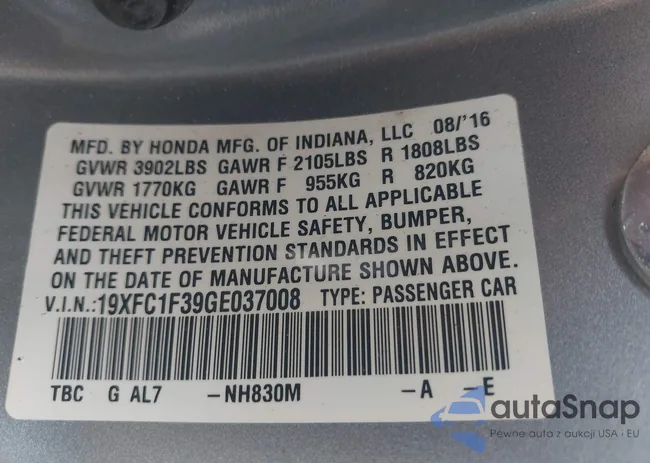 MFD. BY HONDA MFG. OF INDIANA, LLC 08/'16
GVWR 3902LBS GAWR F 2105LBS R 1808LBS
GVWR 1770KG GAWR F 955KG R 820KG
THIS VEHICLE CONFORMS TO ALL APPLICABLE
FEDERAL MOTOR VEHICLE SAFETY, BUMPER,
AND THEFT PREVENTION STANDARDS IN EFFECT
ON THE DATE OF MANUFACTURE SHOWN ABOVE.
V.I.N.:19XFC1F39GE037008 TYPE: PASSENGER CAR
TBC G AL7 -NH830M -A -E
autoSnap
Pewne auta z aukcji USA - EU